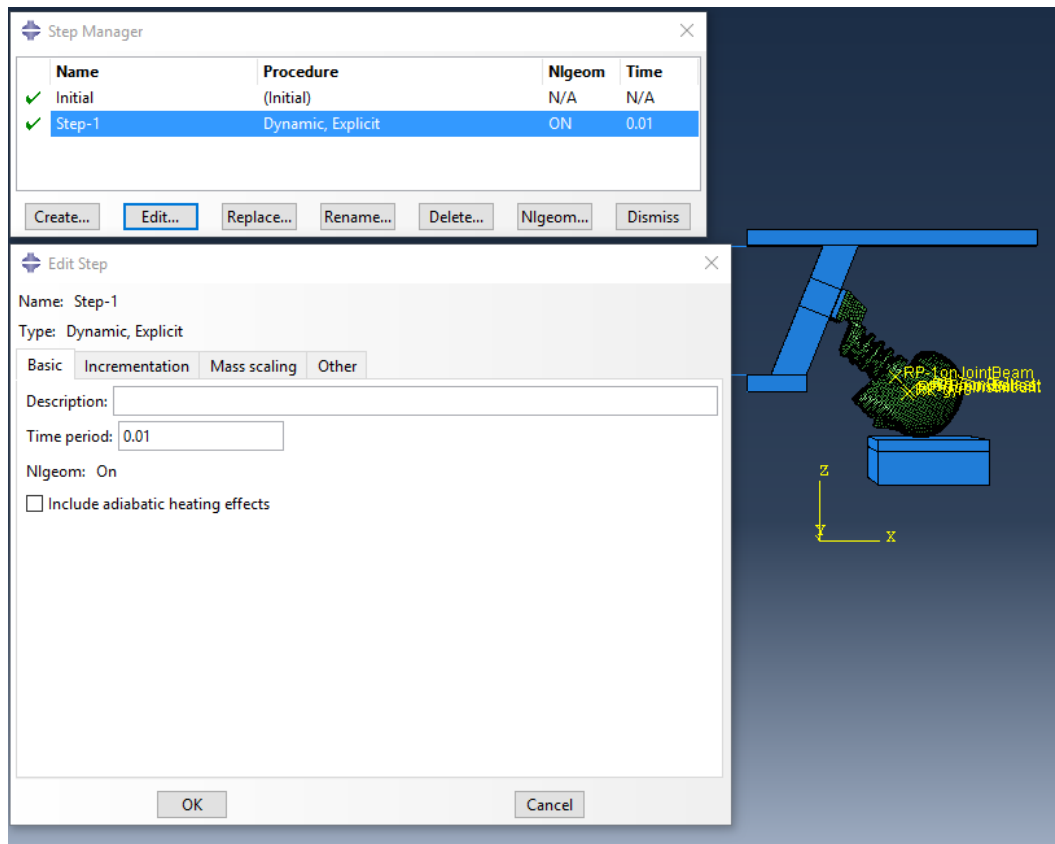 Step Manager
Name Procedure Nlgeom Time
Initial (Initial) N/A N/A
Step-1 Dynamic, Explicit ON 0.01
Create... Edit... Replace... Rename... Delete... Nlgeom... Dismiss
Edit Step
Name: Step-1
Type: Dynamic, Explicit
Basic Incrementation Mass scaling Other
Description:
Time period: 0.01
Nlgeom: On
Include adiabatic heating effects
OK Cancel
RP-1onJointBeam
Z
Y
X